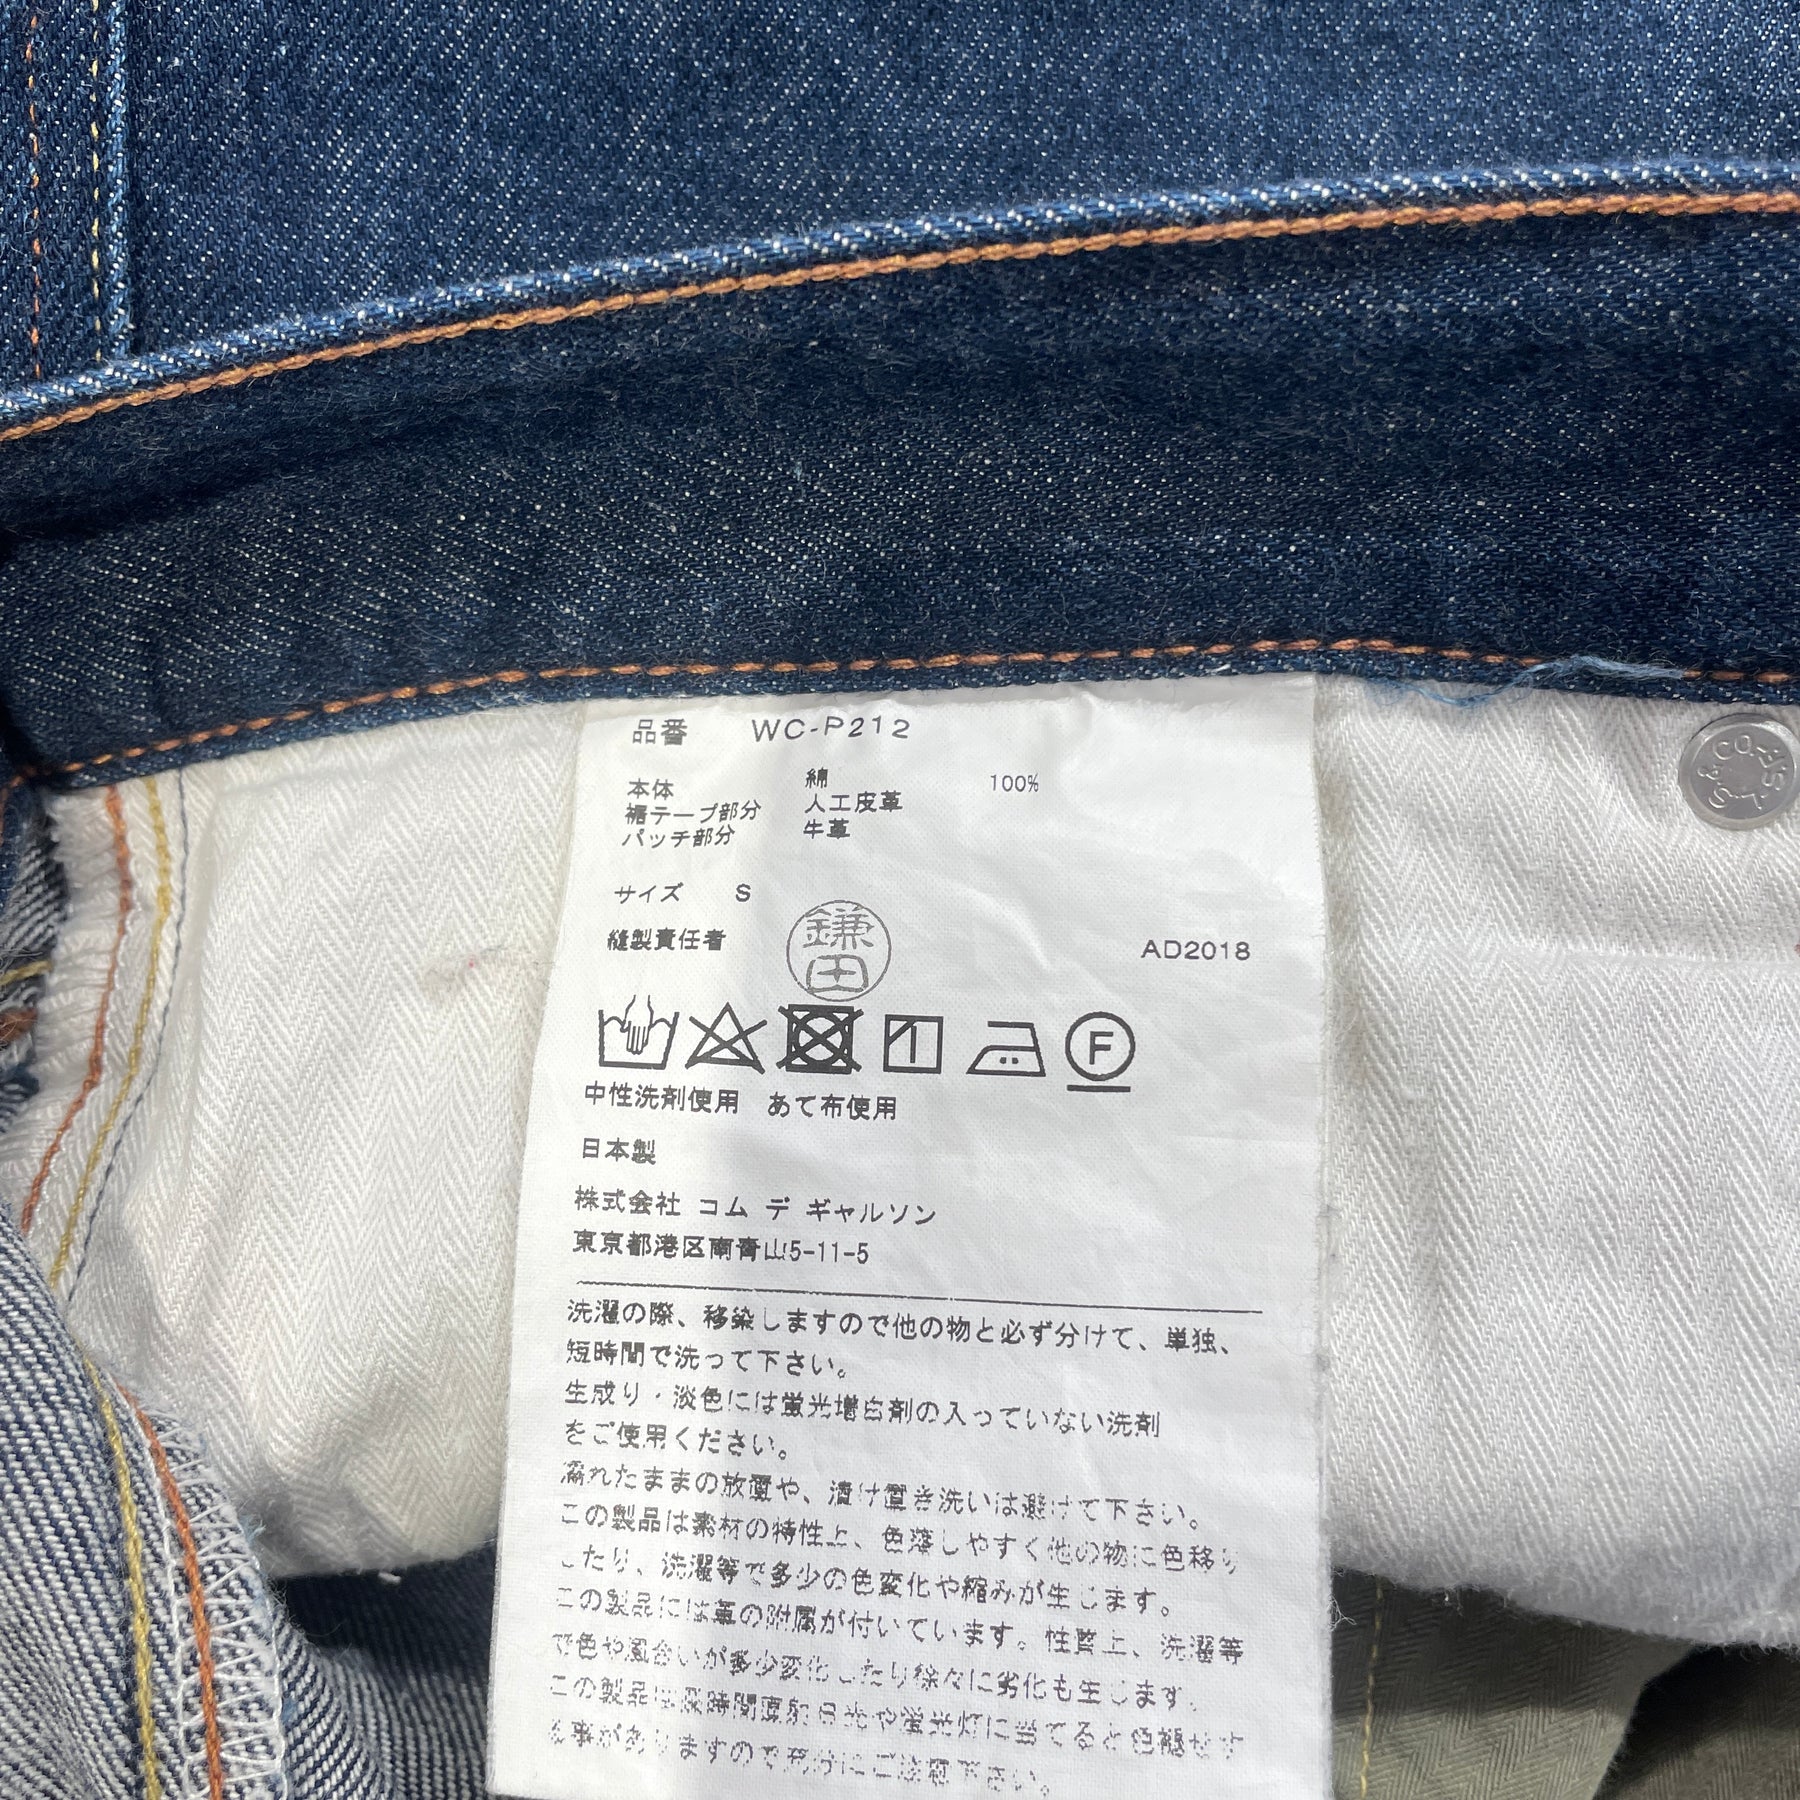 品番 WC-P212
本体 綿 100%
裾テープ部分 人工皮革
パッチ部分 牛革
サイズ S
縫製責任者 鎌田 AD2018
F
中性洗剤使用 あて布使用
日本製
株式会社 コム デ ギャルソン
東京都港区南青山5-11-5
洗濯の際、移染しますので他の物と必ず分けて、単独、
短時間で洗って下さい。
生成り・淡色には蛍光増白剤の入っていない洗剤
をご使用ください。
濡れたままの放置や、漬け置き洗いは避けて下さい。
この製品は素材の特性上、色落しやすく他の物に色移り
したり、洗濯等で多少の色変化や縮みが生じます。
この製品には革の附属が付いています。性質上、洗濯等
で色や風合いが多少変化したり徐々に劣化も生じます。
この製品は長時間直射日光や蛍光灯に当てると色褪せす
る事がありますので充分にご注意下さい。
LEVI STR
& CO